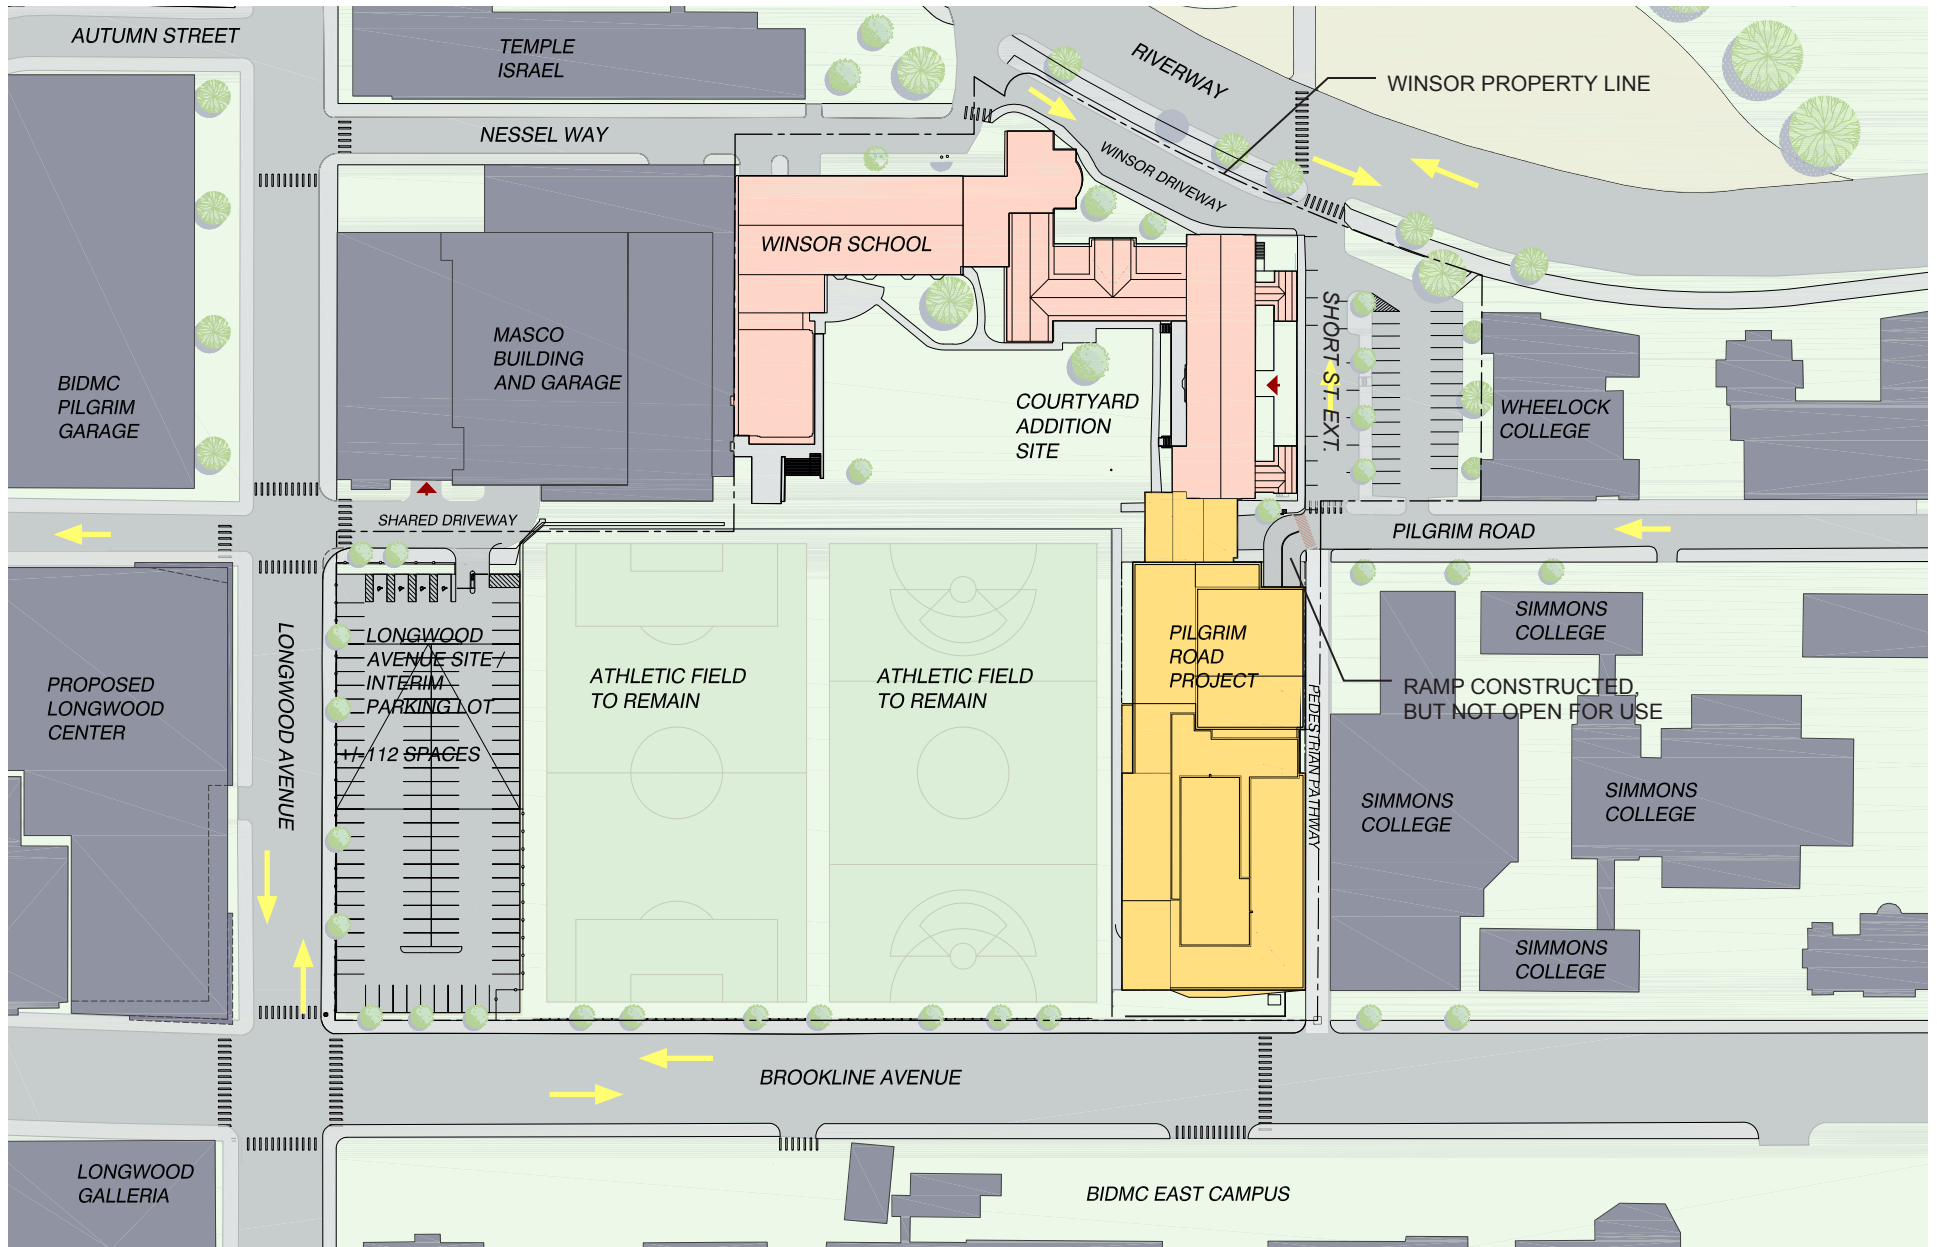 AUTUMN STREET
TEMPLE
ISRAEL
RIVERWAY
WINSOR PROPERTY LINE
NESSEL WAY
WINSOR DRIVEWAY
WINSOR SCHOOL
MASCO
BUILDING
AND GARAGE
BIDMC
PILGRIM
GARAGE
COURTYARD
ADDITION
SITE
SHORT ST. EXT.
WHEELOCK
COLLEGE
SHARED DRIVEWAY
PILGRIM ROAD
LONGWOOD AVENUE
LONGWOOD
AVENUE SITE /
INTERIM
PARKING LOT
+/-112 SPACES
ATHLETIC FIELD
TO REMAIN
ATHLETIC FIELD
TO REMAIN
PILGRIM
ROAD
PROJECT
PEDESTRIAN PATHWAY
RAMP CONSTRUCTED,
BUT NOT OPEN FOR USE
SIMMONS
COLLEGE
PROPOSED
LONGWOOD
CENTER
SIMMONS
COLLEGE
SIMMONS
COLLEGE
SIMMONS
COLLEGE
BROOKLINE AVENUE
LONGWOOD
GALLERIA
BIDMC EAST CAMPUS